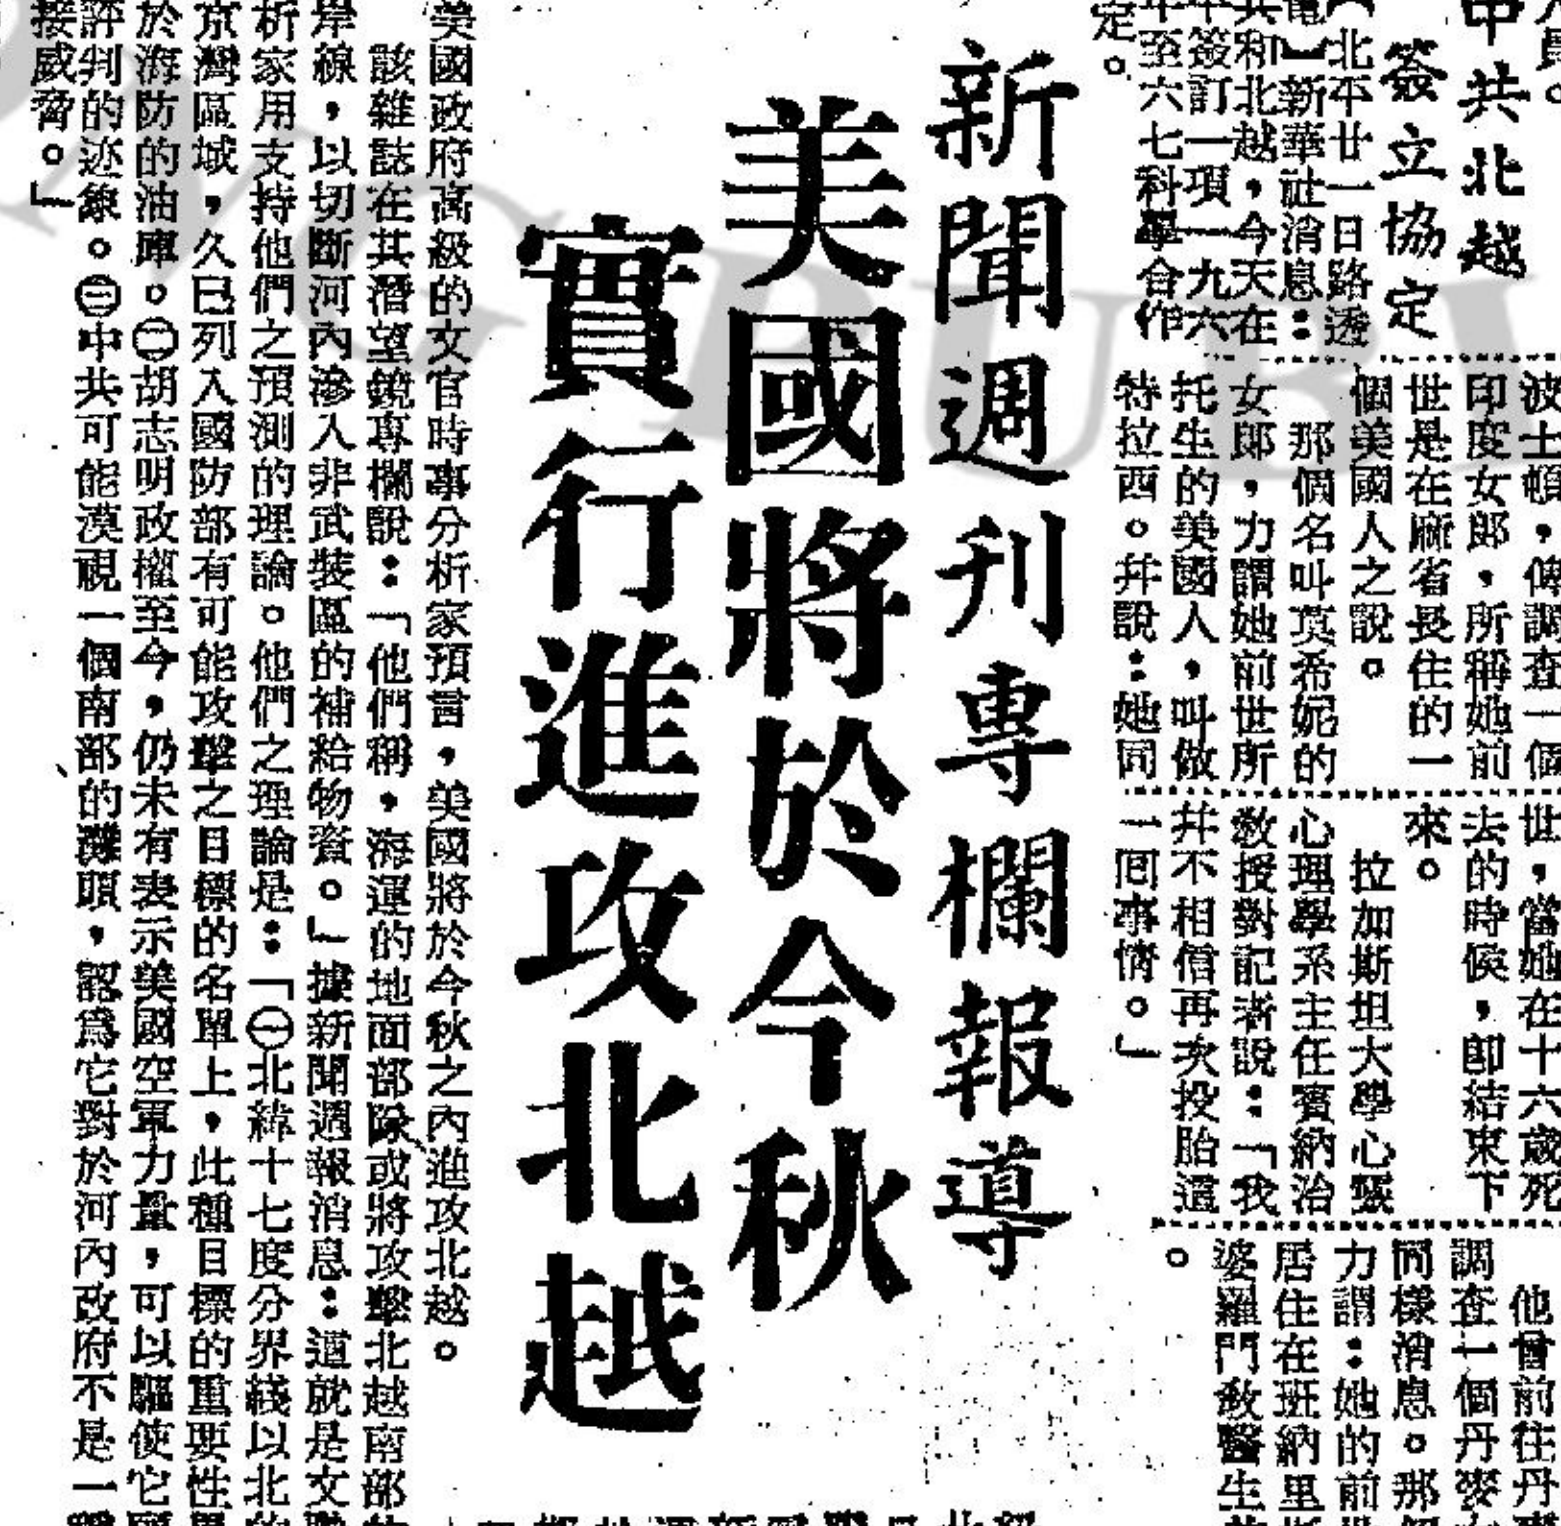 員。
中共北越
簽立協定
【北平廿一日路透
電】新華社消息：
共和北越，今天在
年簽訂一項一九六
年至六七科學合作
定。
波士頓，傳調查一個
印度女郎，所稱她前
世是在麻省長住的一
個美國人之說。
那個名叫莫希妮的
女郎，力謂她前世所
托生的美國人，叫做
特拉西。幷說：她同
世，當她在十六歲死
去的時候，卽結束下
來。
拉加斯坦大學心靈
心理學系主任賓納治
敎授對記者說：「我
幷不相信再次投胎這
一囘事情。」
他曾前往丹麥
調查一個丹麥女
同樣消息。那個
力謂：她的前世
居住在班納里斯
婆羅門敎醫生
。
新聞週刊專欄報導
美國將於今秋
實行進攻北越
美國政府高級的文官時事分析家預言，美國將於今秋之內進攻北越。
該雜誌在其潛望鏡專欄說：「他們稱，海運的地面部隊或將攻擊北越南部
岸線，以切斷河內滲入非武裝區的補給物資。」據新聞週報消息：這就是文
析家用支持他們之預測的理論。他們之理論是：「㊀北緯十七度分界綫以北的
京灣區域，久已列入國防部有可能攻擊之目標的名單上，此種目標的重要性
於海防的油庫。㊁胡志明政權至今，仍未有表示美國空軍力量，可以驅使它
評判的迹象。㊂中共可能漠視一個南部的灘頭，認爲它對於河內政府不是一
接威脅。」